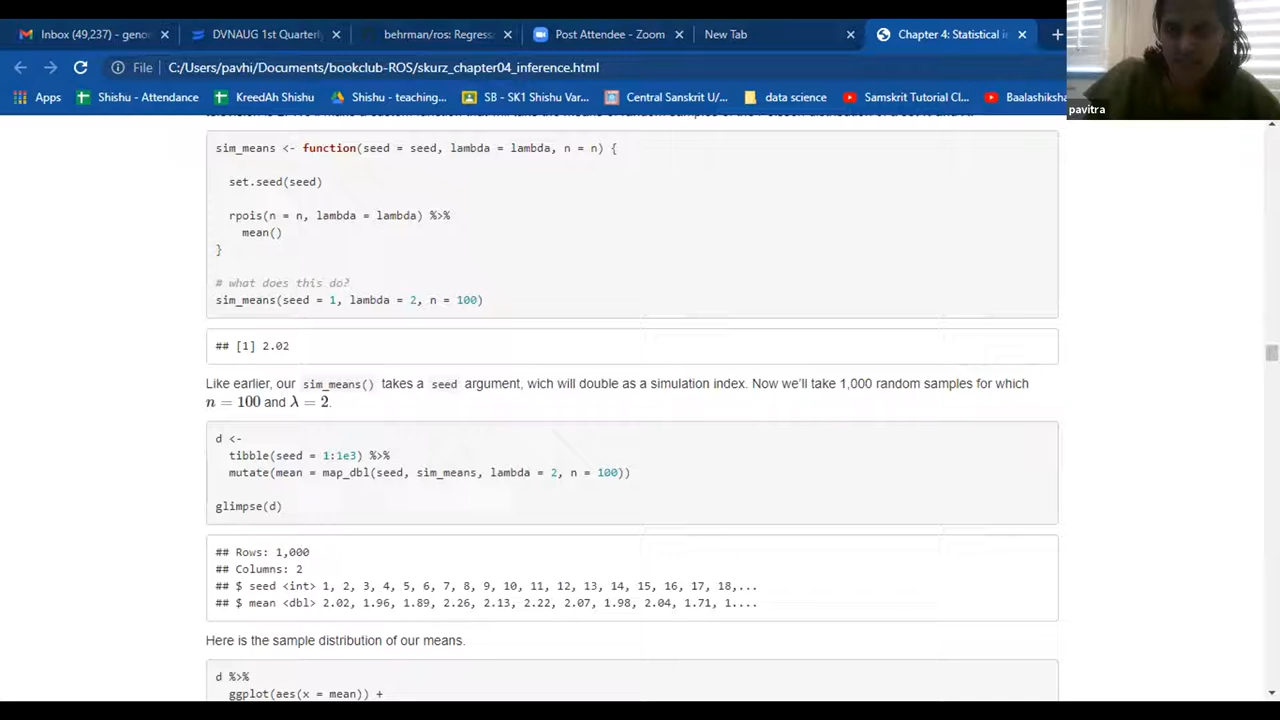 Inbox (49,237) - geno
DVNAUG 1st Quarterl
behrman/ros: Regress
Post Attendee - Zoom
New Tab
Chapter 4: Statistical in
File
C:/Users/pavhi/Documents/bookclub-ROS/skurz_chapter04_inference.html
pavitra
Apps
Shishu - Attendance
KreedAh Shishu
Shishu - teaching...
SB - SK1 Shishu Var...
Central Sanskrit U/...
data science
Samskrit Tutorial Cl...
Baalashiksha
sim_means <- function(seed = seed, lambda = lambda, n = n) {
set.seed(seed)
rpois(n = n, lambda = lambda) %>%
mean()
}
# what does this do?
sim_means(seed = 1, lambda = 2, n = 100)
## [1] 2.02
Like earlier, our sim_means() takes a seed argument, wich will double as a simulation index. Now we'll take 1,000 random samples for which
n = 100 and λ = 2.
d <-
tibble(seed = 1:1e3) %>%
mutate(mean = map_dbl(seed, sim_means, lambda = 2, n = 100))
glimpse(d)
## Rows: 1,000
## Columns: 2
## $ seed <int> 1, 2, 3, 4, 5, 6, 7, 8, 9, 10, 11, 12, 13, 14, 15, 16, 17, 18,...
## $ mean <dbl> 2.02, 1.96, 1.89, 2.26, 2.13, 2.22, 2.07, 1.98, 2.04, 1.71, 1....
Here is the sample distribution of our means.
d %>%
ggplot(aes(x = mean)) +